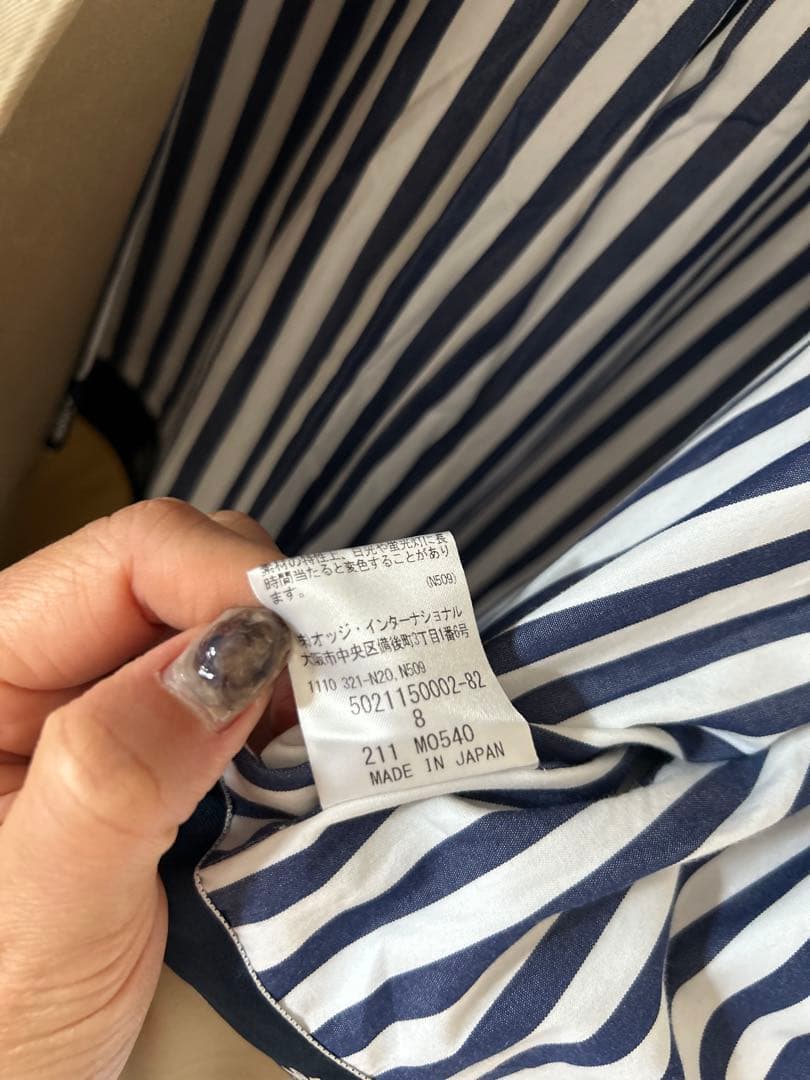 素材の特性上、日光や蛍光灯に長
時間当たると変色することがあり
ます。
(N509)
㈱オッジ・インターナショナル
大阪市中央区備後町3丁目1番6号
1110 321-N20,N509
5021150002-82
8
211 M0540
MADE IN JAPAN